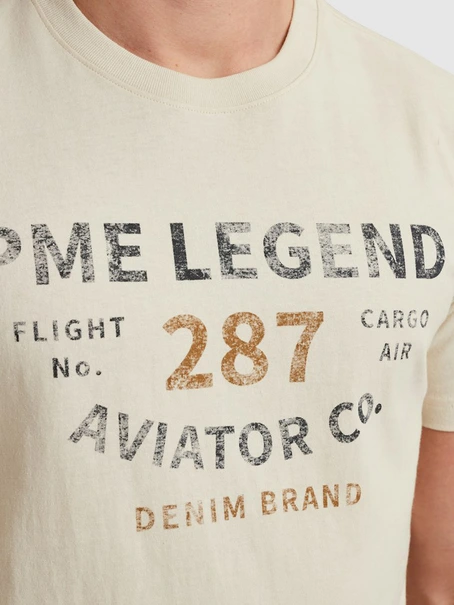 PME LEGEND
FLIGHT No. 287 CARGO AIR
AVIATOR CO.
DENIM BRAND